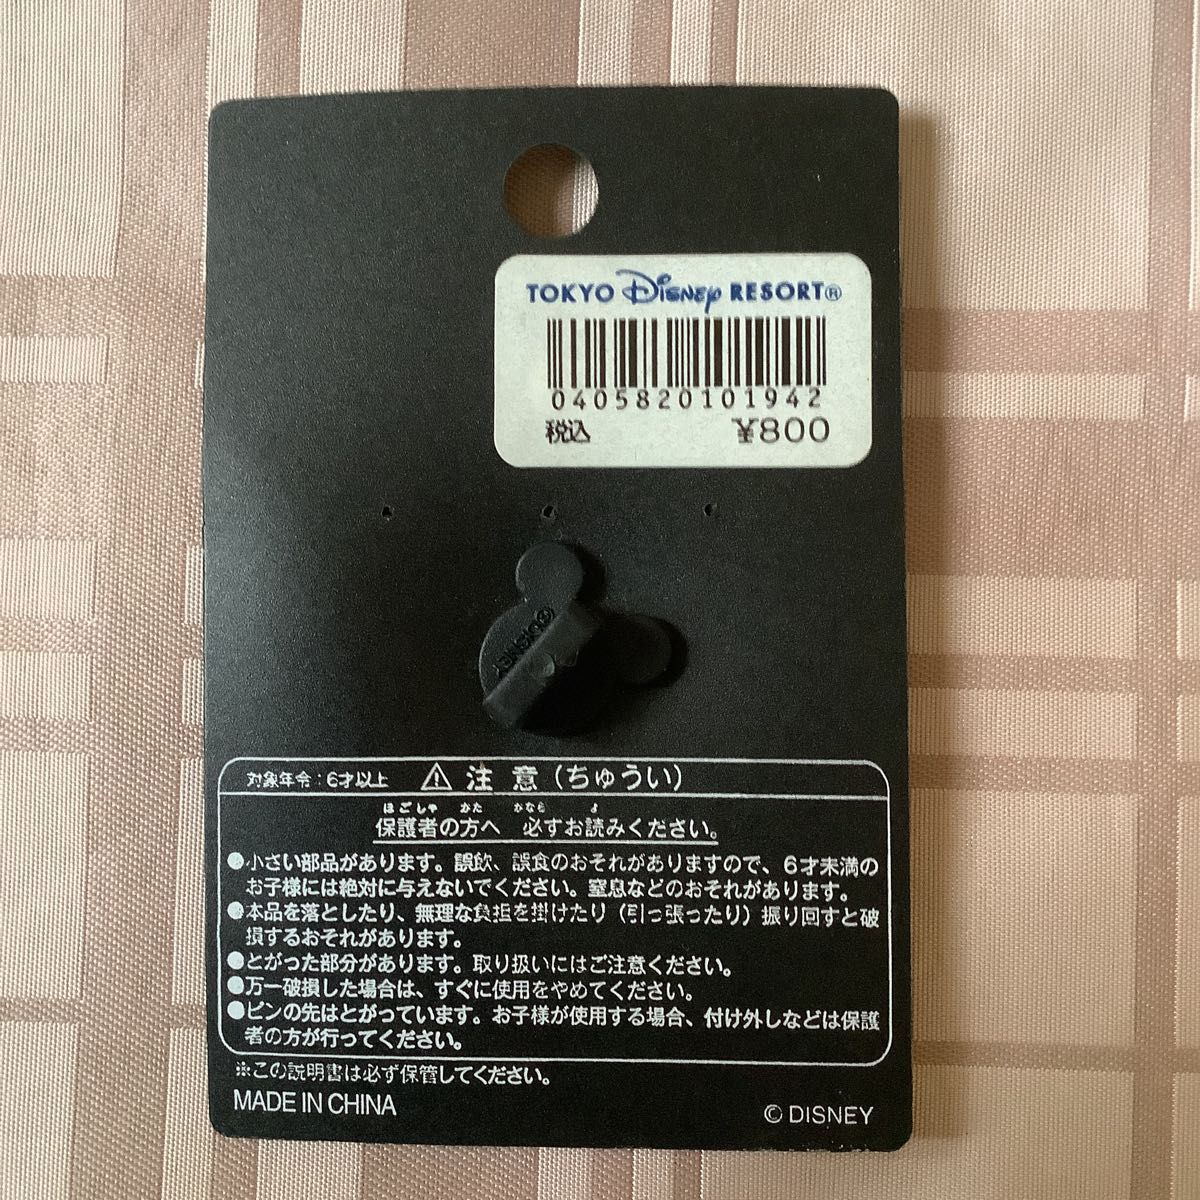 TOKYO Disney RESORT®
0405820101942
税込 ¥800
©DISNEY
対象年令：6才以上 ⚠ 注 意（ちゅうい）
ほごしゃ かた かなら よ
保護者の方へ 必ずお読みください。
●小さい部品があります。誤飲、誤食のおそれがありますので、6才未満の
お子様には絶対に与えないでください。窒息などのおそれがあります。
●本品を落としたり、無理な負担を掛けたり（引っ張ったり）振り回すと破
損するおそれがあります。
●とがった部分があります。取り扱いにはご注意ください。
●万一破損した場合は、すぐに使用をやめてください。
●ピンの先はとがっています。お子様が使用する場合、付け外しなどは保護
者の方が行ってください。
※この説明書は必ず保管してください。
MADE IN CHINA
© DISNEY